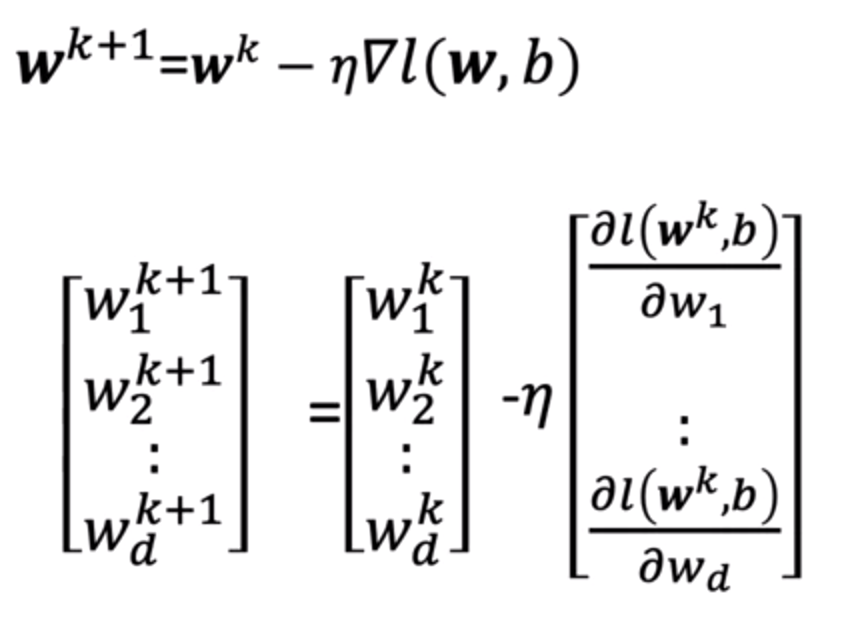 𝒘^{k+1}=𝒘^k − η∇l(𝒘, b)
[w_1^{k+1} w_2^{k+1} ⋮ w_d^{k+1}] = [w_1^k w_2^k ⋮ w_d^k] -η [∂l(𝒘^k,b)/∂w_1 ⋮ ∂l(𝒘^k,b)/∂w_d]